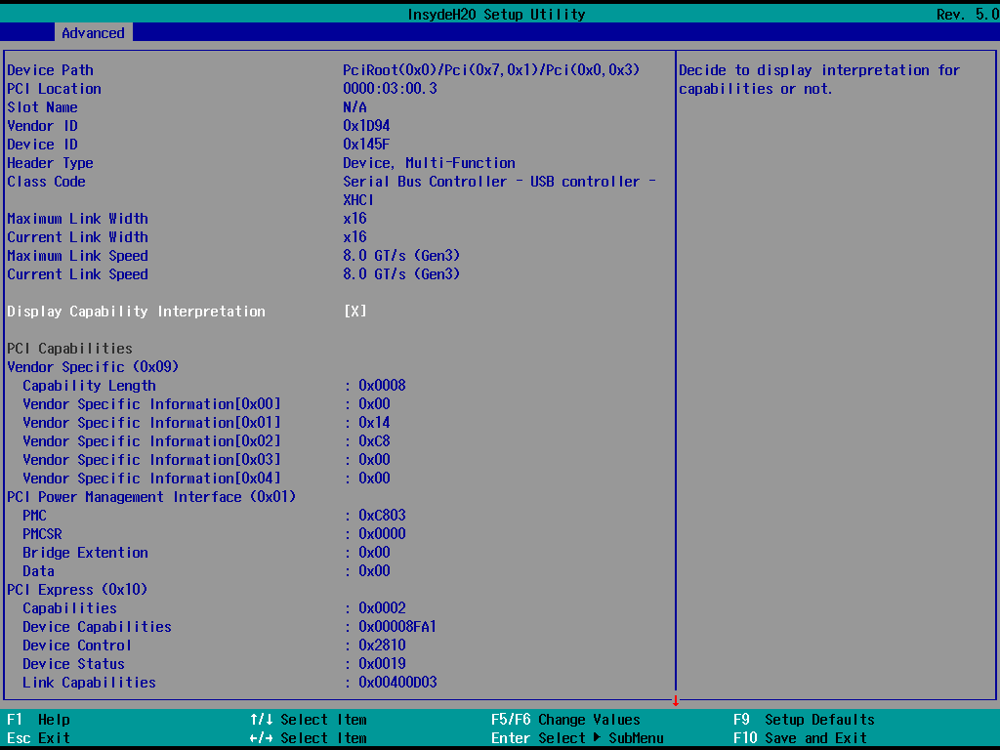 InsydeH2O Setup Utility Rev. 5.0
Advanced
Device Path PciRoot(0x0)/Pci(0x7,0x1)/Pci(0x0,0x3) Decide to display interpretation for
PCI Location 0000:03:00.3 capabilities or not.
Slot Name N/A
Vendor ID 0x1D94
Device ID 0x145F
Header Type Device, Multi-Function
Class Code Serial Bus Controller - USB controller -
XHCI
Maximum Link Width x16
Current Link Width x16
Maximum Link Speed 8.0 GT/s (Gen3)
Current Link Speed 8.0 GT/s (Gen3)
Display Capability Interpretation [X]
PCI Capabilities
Vendor Specific (0x09)
Capability Length : 0x0008
Vendor Specific Information[0x00] : 0x00
Vendor Specific Information[0x01] : 0x14
Vendor Specific Information[0x02] : 0xC8
Vendor Specific Information[0x03] : 0x00
Vendor Specific Information[0x04] : 0x00
PCI Power Management Interface (0x01)
PMC : 0xC803
PMCSR : 0x0000
Bridge Extention : 0x00
Data : 0x00
PCI Express (0x10)
Capabilities : 0x0002
Device Capabilities : 0x00008FA1
Device Control : 0x2810
Device Status : 0x0019
Link Capabilities : 0x00400D03
F1 Help ↑/↓ Select Item F5/F6 Change Values F9 Setup Defaults
Esc Exit ←/→ Select Item Enter Select ▶ SubMenu F10 Save and Exit